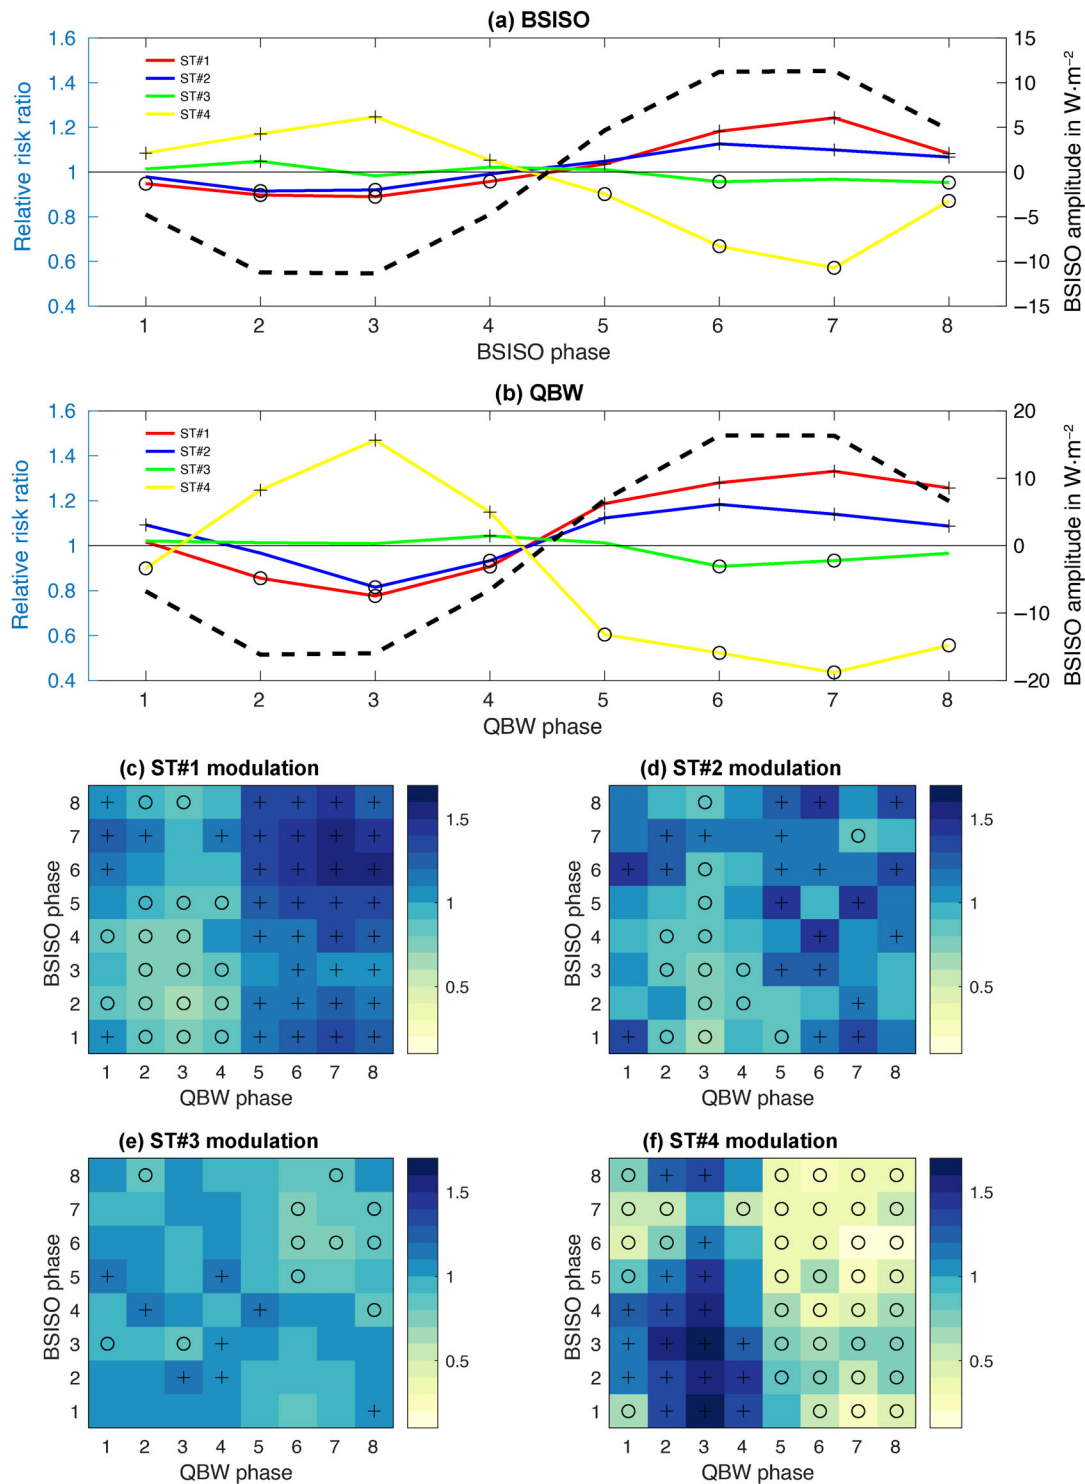 (a) BSISO
1.6
1.4
1.2
1
0.8
0.6
0.4
Relative risk ratio
ST#1
ST#2
ST#3
ST#4
15
10
5
0
−5
−10
−15
BSISO amplitude in W·m⁻²
1 2 3 4 5 6 7 8
BSISO phase
(b) QBW
1.6
1.4
1.2
1
0.8
0.6
0.4
Relative risk ratio
ST#1
ST#2
ST#3
ST#4
20
10
0
−10
−20
BSISO amplitude in W·m⁻²
1 2 3 4 5 6 7 8
QBW phase
(c) ST#1 modulation
8
7
6
5
4
3
2
1
BSISO phase
1 2 3 4 5 6 7 8
QBW phase
1.5
1
0.5
(d) ST#2 modulation
8
7
6
5
4
3
2
1
BSISO phase
1 2 3 4 5 6 7 8
QBW phase
1.5
1
0.5
(e) ST#3 modulation
8
7
6
5
4
3
2
1
BSISO phase
1 2 3 4 5 6 7 8
QBW phase
1.5
1
0.5
(f) ST#4 modulation
8
7
6
5
4
3
2
1
BSISO phase
1 2 3 4 5 6 7 8
QBW phase
1.5
1
0.5